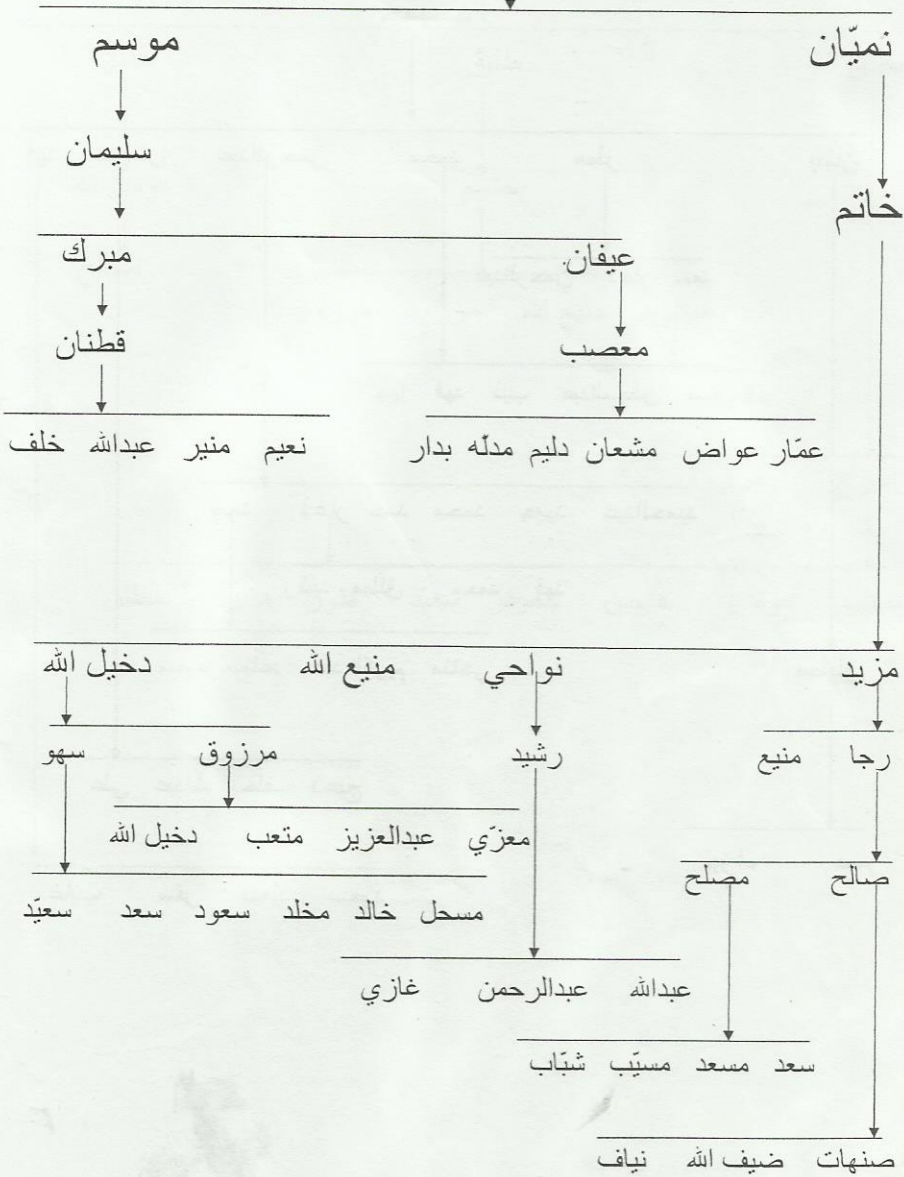 نميّان موسم
سليمان
خاتم
عيفان مبرك
معصب قطنان
عمّار عواض مشعان دليم مدلّه بدار نعيم منير عبدالله خلف
مزيد نواحي منيع الله دخيل الله
رجا منيع رشيد مرزوق سهو
معزّي عبدالعزيز متعب دخيل الله
صالح مصلح
مسحل خالد مخلد سعود سعد سعيّد
عبدالله عبدالرحمن غازي
سعد مسعد مسيّب شبّاب
صنهات ضيف الله نياف